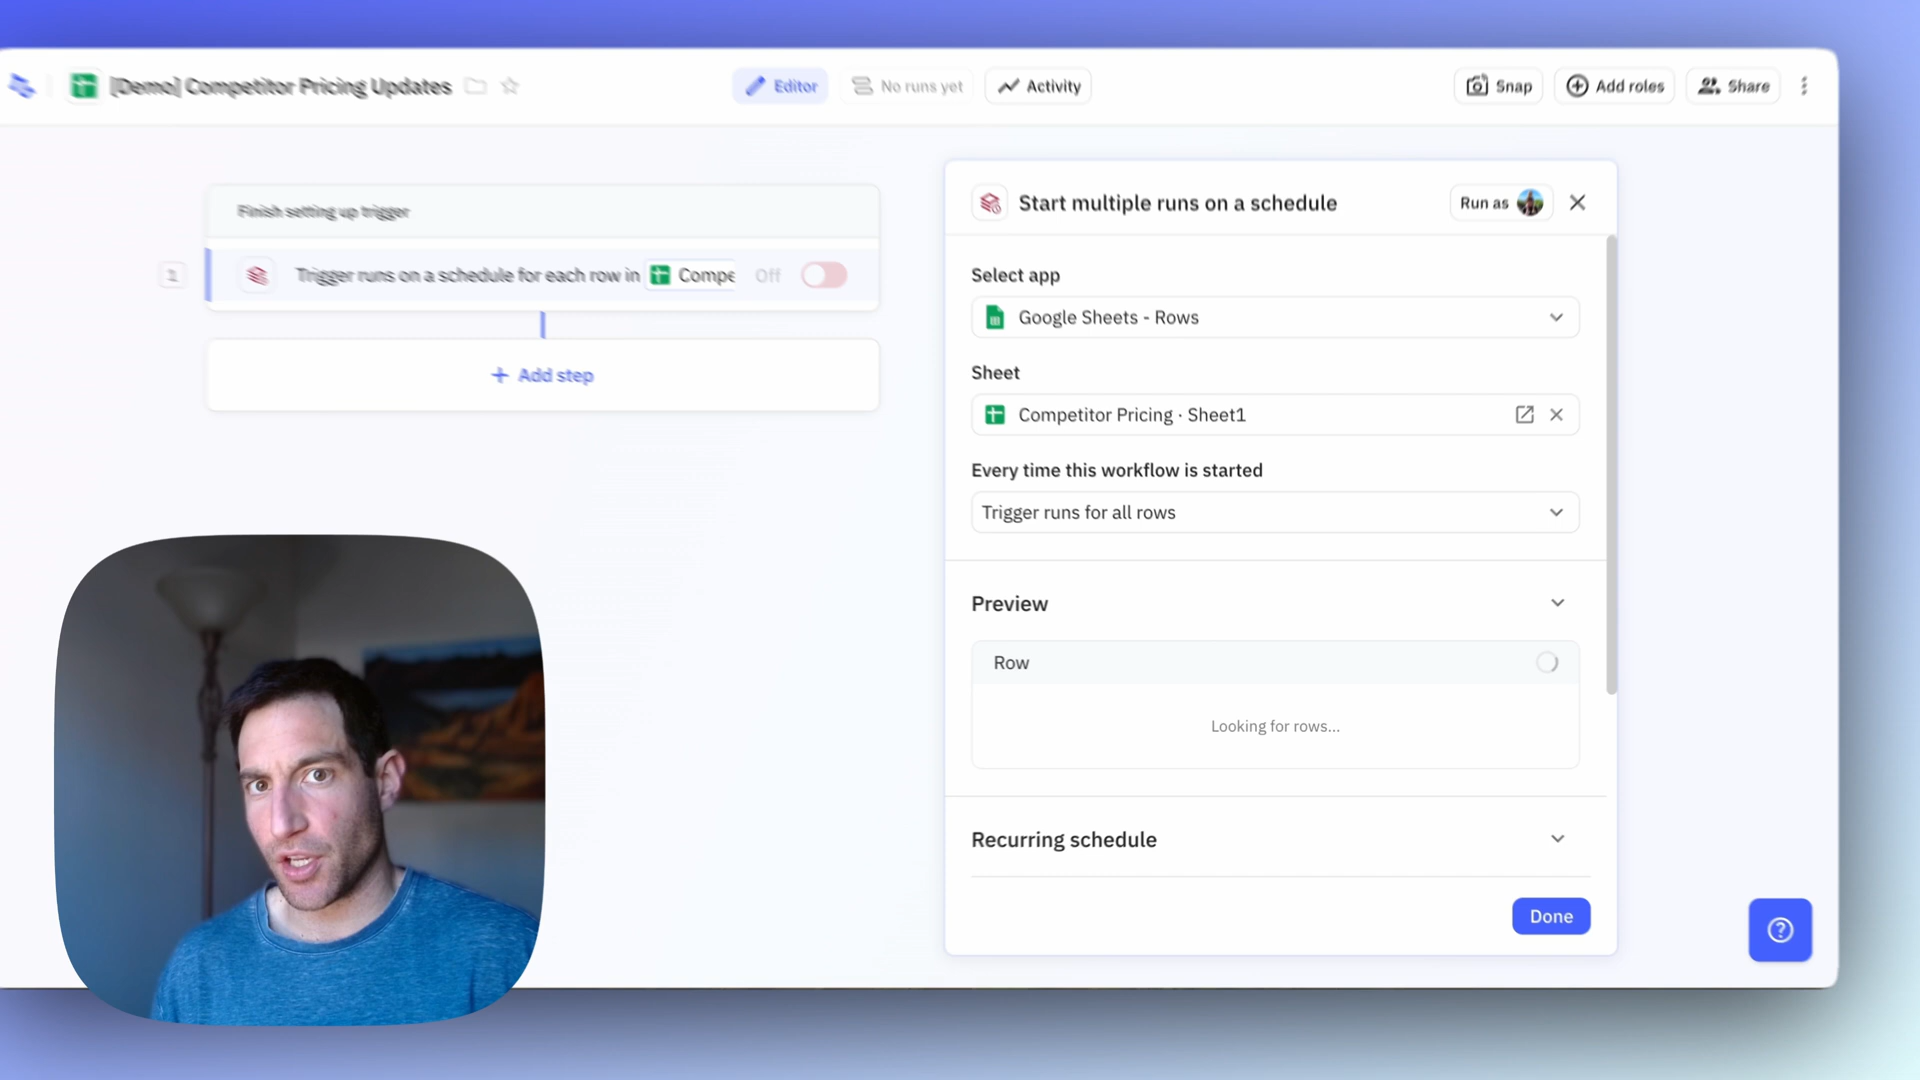 [Demo] Competitor Pricing Updates
Editor
No runs yet
Activity
Snap
Add roles
Share
Finish setting up trigger
1
Trigger runs on a schedule for each row in Compe
Off
+ Add step
Start multiple runs on a schedule
Run as
Select app
Google Sheets - Rows
Sheet
Competitor Pricing · Sheet1
Every time this workflow is started
Trigger runs for all rows
Preview
Row
Looking for rows...
Recurring schedule
Done